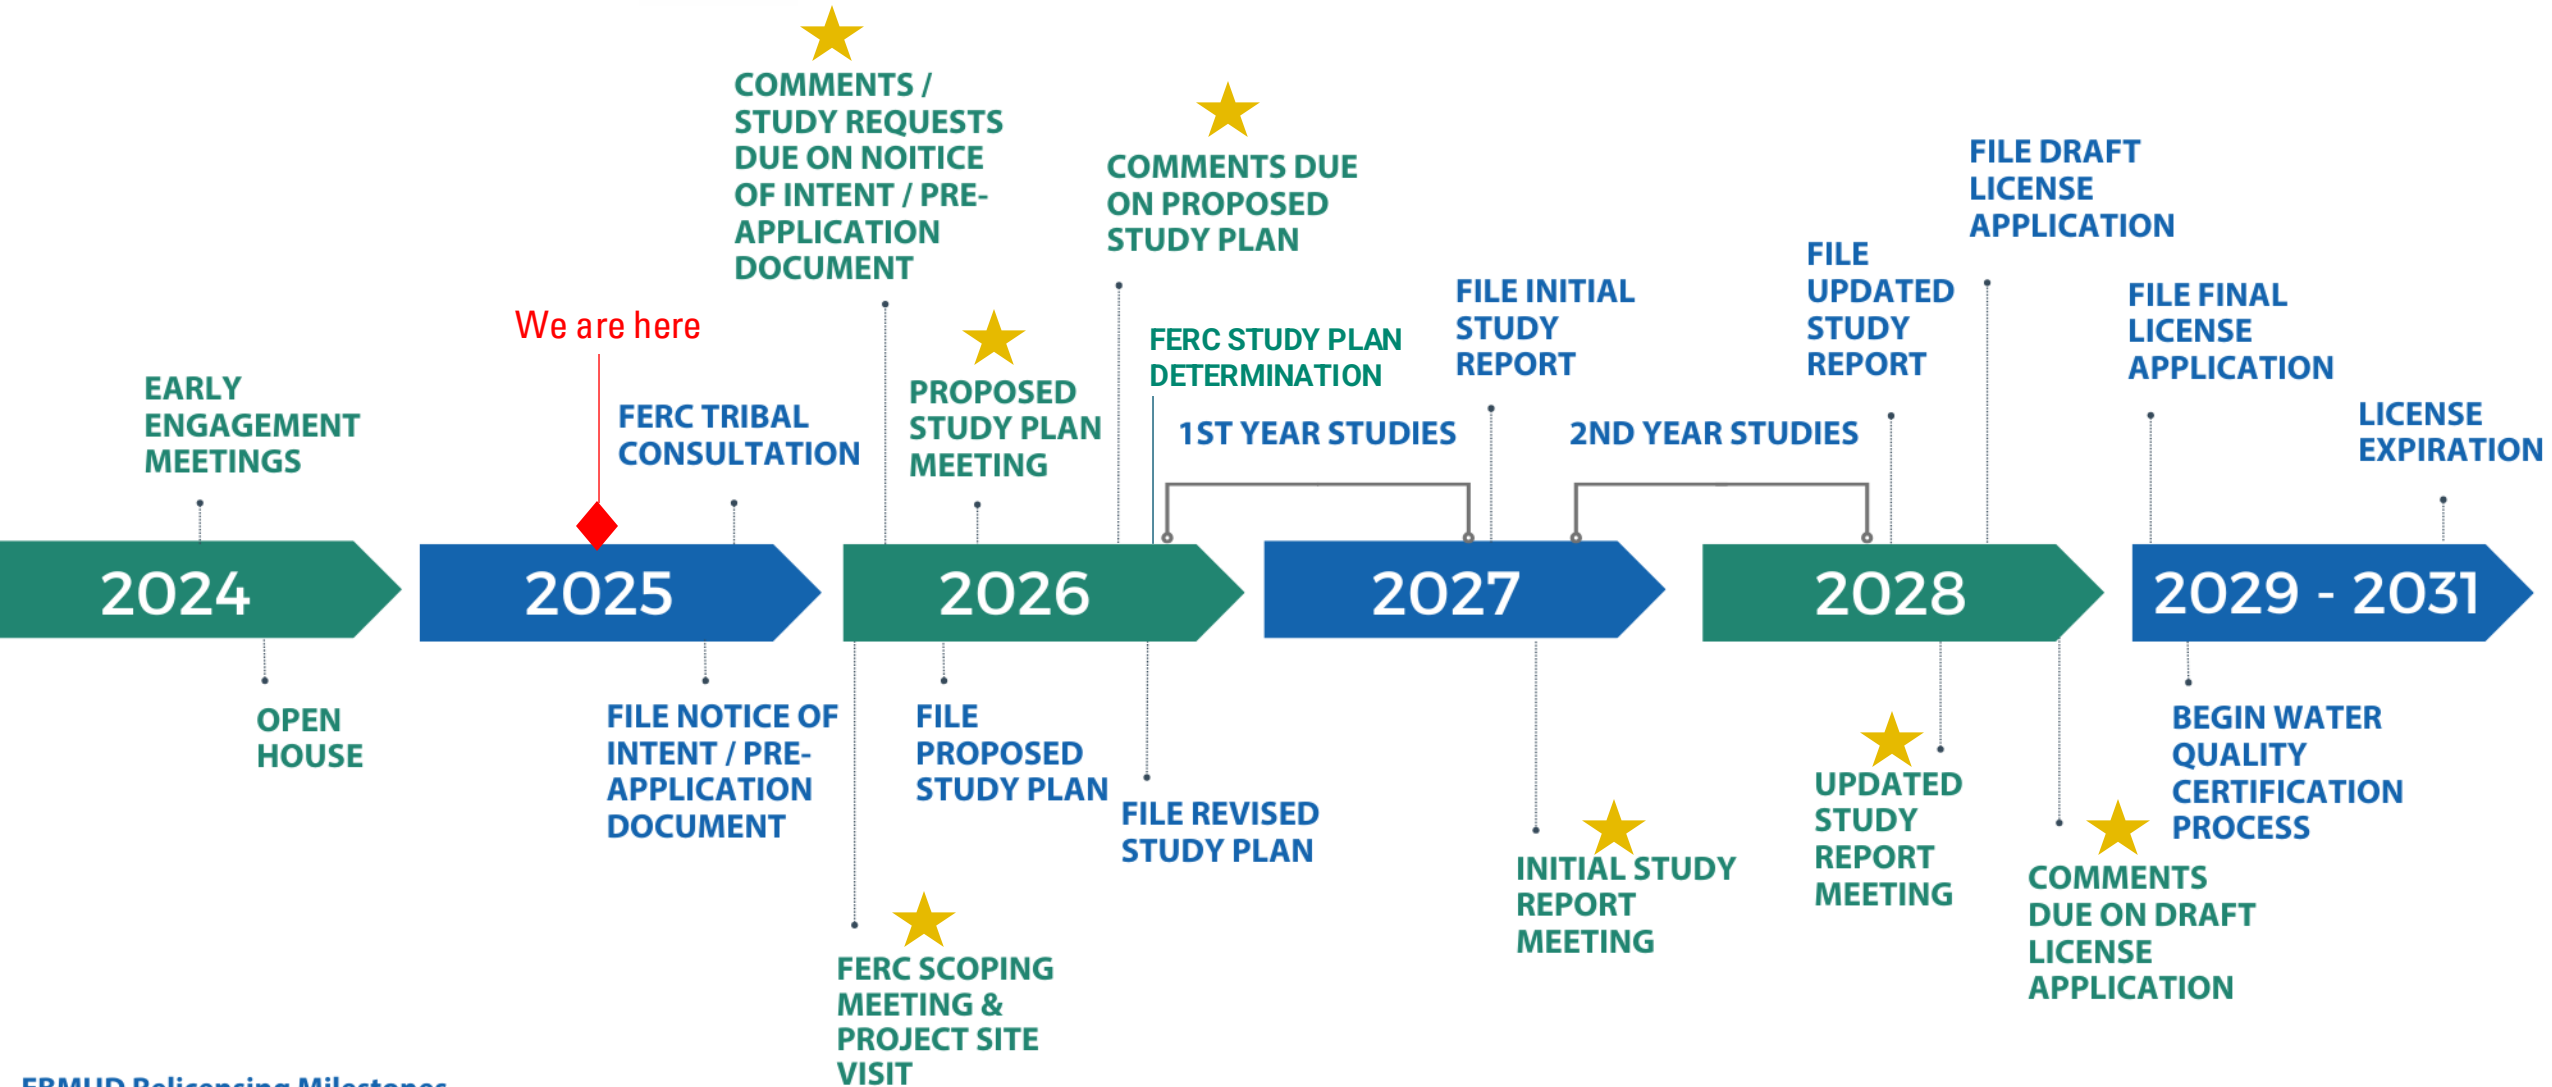 COMMENTS /
STUDY REQUESTS
DUE ON NOITICE
OF INTENT / PRE-
APPLICATION
DOCUMENT
COMMENTS DUE
ON PROPOSED
STUDY PLAN
FILE DRAFT
LICENSE
APPLICATION
FILE
UPDATED
STUDY
REPORT
FILE INITIAL
STUDY
REPORT
FILE FINAL
LICENSE
APPLICATION
We are here
FERC STUDY PLAN
DETERMINATION
EARLY
ENGAGEMENT
MEETINGS
FERC TRIBAL
CONSULTATION
PROPOSED
STUDY PLAN
MEETING
1ST YEAR STUDIES
2ND YEAR STUDIES
LICENSE
EXPIRATION
2024
2025
2026
2027
2028
2029 - 2031
OPEN
HOUSE
FILE NOTICE OF
INTENT / PRE-
APPLICATION
DOCUMENT
FILE
PROPOSED
STUDY PLAN
FILE REVISED
STUDY PLAN
BEGIN WATER
QUALITY
CERTIFICATION
PROCESS
UPDATED
STUDY
REPORT
MEETING
INITIAL STUDY
REPORT
MEETING
COMMENTS
DUE ON DRAFT
LICENSE
APPLICATION
FERC SCOPING
MEETING &
PROJECT SITE
VISIT
EBMUD Relicensing Milestones